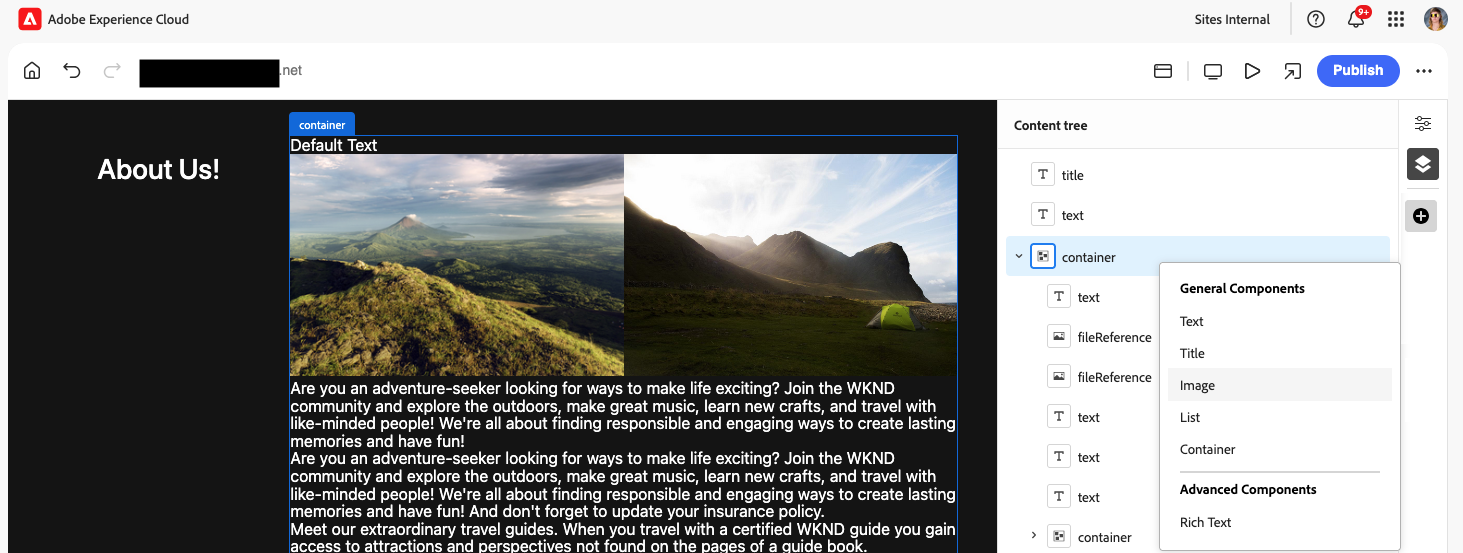 Adobe Experience Cloud
Sites Internal
9+
.net
Publish
container
Default Text
About Us!
Are you an adventure-seeker looking for ways to make life exciting? Join the WKND
community and explore the outdoors, make great music, learn new crafts, and travel with
like-minded people! We're all about finding responsible and engaging ways to create lasting
memories and have fun!
Are you an adventure-seeker looking for ways to make life exciting? Join the WKND
community and explore the outdoors, make great music, learn new crafts, and travel with
like-minded people! We're all about finding responsible and engaging ways to create lasting
memories and have fun! And don't forget to update your insurance policy.
Meet our extraordinary travel guides. When you travel with a certified WKND guide you gain
access to attractions and perspectives not found on the pages of a guide book.
Content tree
T title
T text
container
T text
fileReference
fileReference
T text
T text
T text
container
General Components
Text
Title
Image
List
Container
Advanced Components
Rich Text